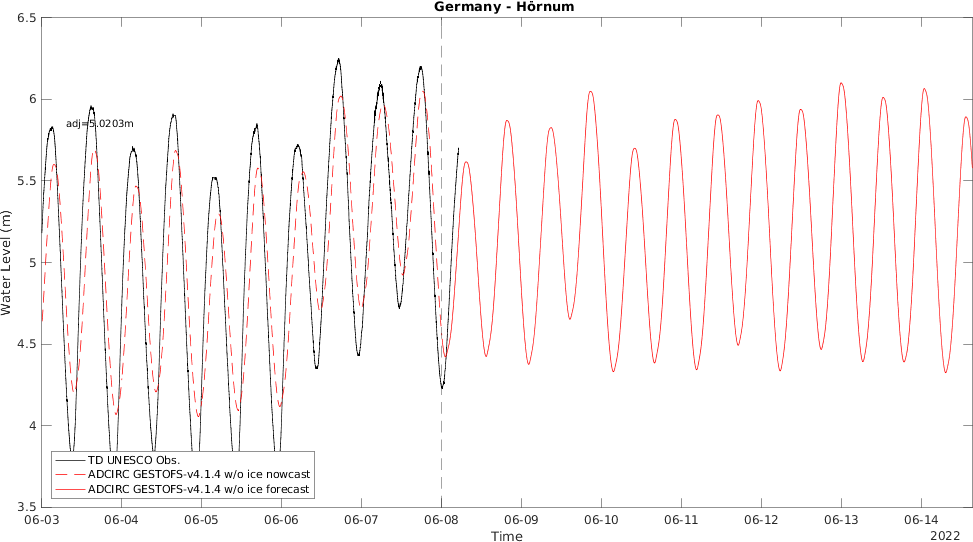 Germany - Hörnum
6.5
6
5.5
5
4.5
4
3.5
Water Level (m)
adj=5.0203m
TD UNESCO Obs.
ADCIRC GESTOFS-v4.1.4 w/o ice nowcast
ADCIRC GESTOFS-v4.1.4 w/o ice forecast
06-03 06-04 06-05 06-06 06-07 06-08 06-09 06-10 06-11 06-12 06-13 06-14
Time
2022